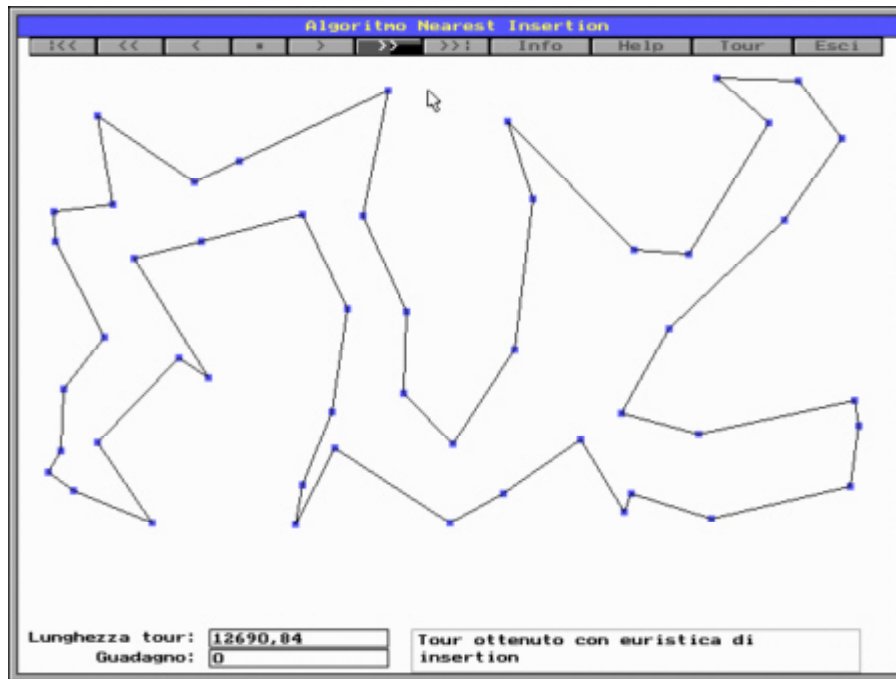 Algoritmo Nearest Insertion
¦<< << < ▪ > >> >>¦ Info Help Tour Esci
Lunghezza tour: 12690,84
Guadagno: 0
Tour ottenuto con euristica di
insertion